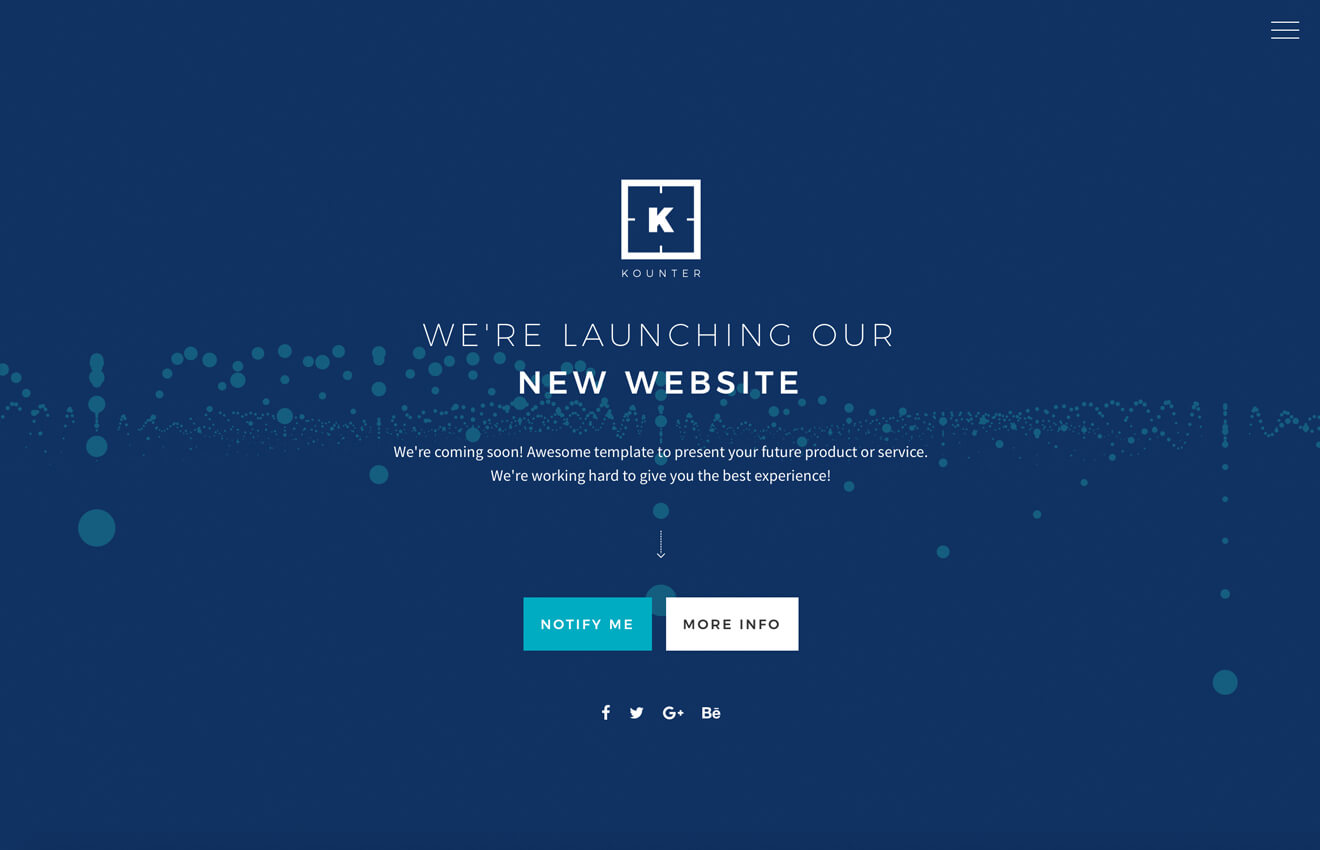 K
KOUNTER
WE'RE LAUNCHING OUR
NEW WEBSITE
We're coming soon! Awesome template to present your future product or service.
We're working hard to give you the best experience!
NOTIFY ME MORE INFO
f G+ Bē